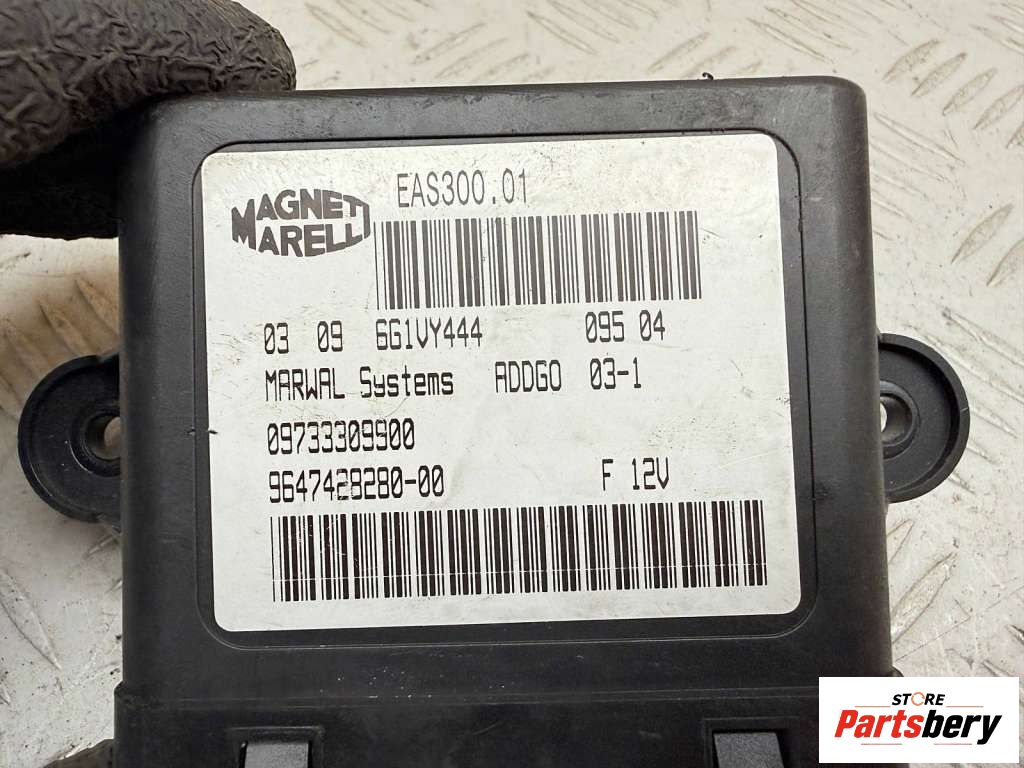 MAGNETI
MARELLI
EAS300.01
03 09 6G1VY444 095 04
MARWAL Systems ADDGO 03-1
09733309900
9647428280-00 F 12V
STORE
Partsbery